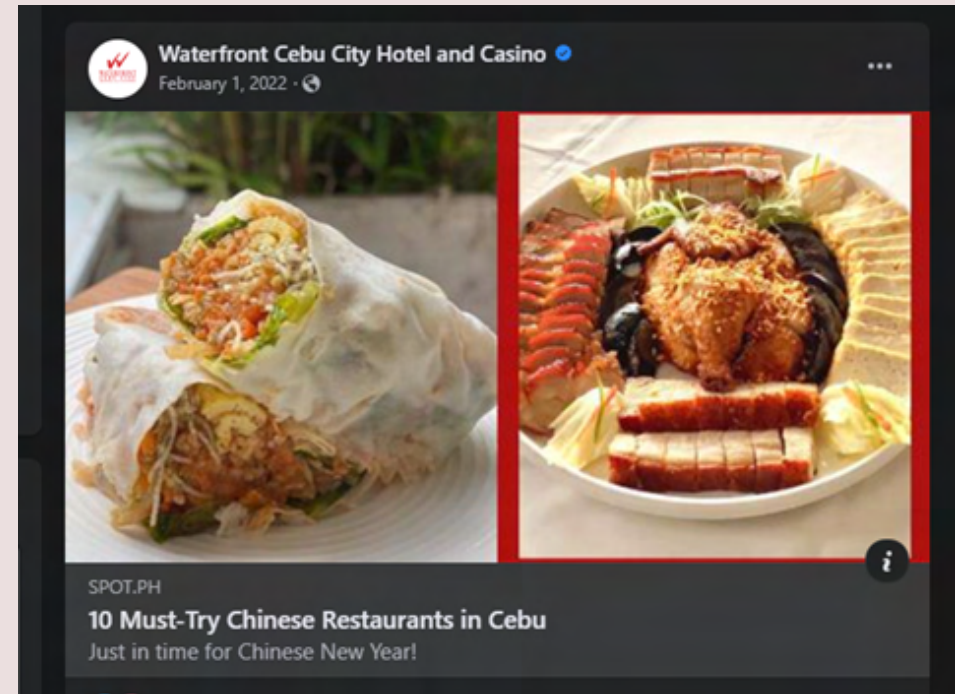 Waterfront Cebu City Hotel and Casino
February 1, 2022 ·
SPOT.PH
10 Must-Try Chinese Restaurants in Cebu
Just in time for Chinese New Year!